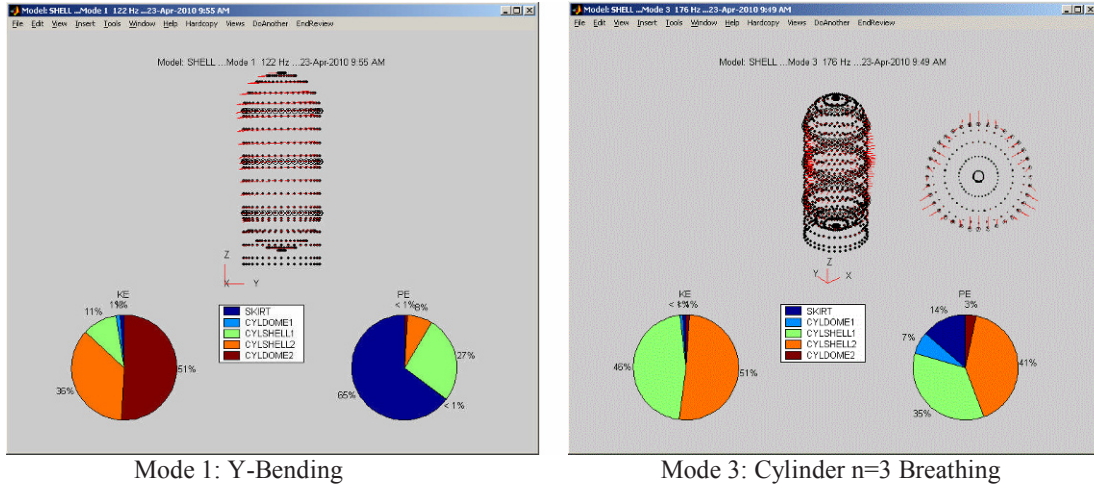 Model: SHELL ...Mode 1 122 Hz ...23-Apr-2010 9:55 AM
File Edit View Insert Tools Window Help Hardcopy Views DoAnother EndReview
Model: SHELL ...Mode 1 122 Hz ...23-Apr-2010 9:55 AM
Z
X Y
KE
11%
36%
51%
SKIRT
CYLDOME1
CYLSHELL1
CYLSHELL2
CYLDOME2
PE
< 1%
6%
27%
65%
< 1%
Mode 1: Y-Bending
Model: SHELL ...Mode 3 176 Hz ...23-Apr-2010 9:49 AM
File Edit View Insert Tools Window Help Hardcopy Views DoAnother EndReview
Model: SHELL ...Mode 3 176 Hz ...23-Apr-2010 9:49 AM
Z
Y X
KE
46%
51%
SKIRT
CYLDOME1
CYLSHELL1
CYLSHELL2
CYLDOME2
PE
3%
14%
7%
41%
35%
Mode 3: Cylinder n=3 Breathing